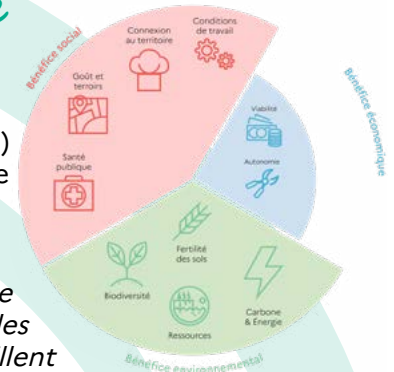 Bénéfice social
Conditions
de travail
Connexion
au territoire
Goût et
terroirs
Santé
publique
Bénéfice économique
Viabilité
Autonomie
Fertilité
des sols
Biodiversité
Ressources
Carbone
& Energie
Bénéfice environnemental
e
)
e
e
les
llent